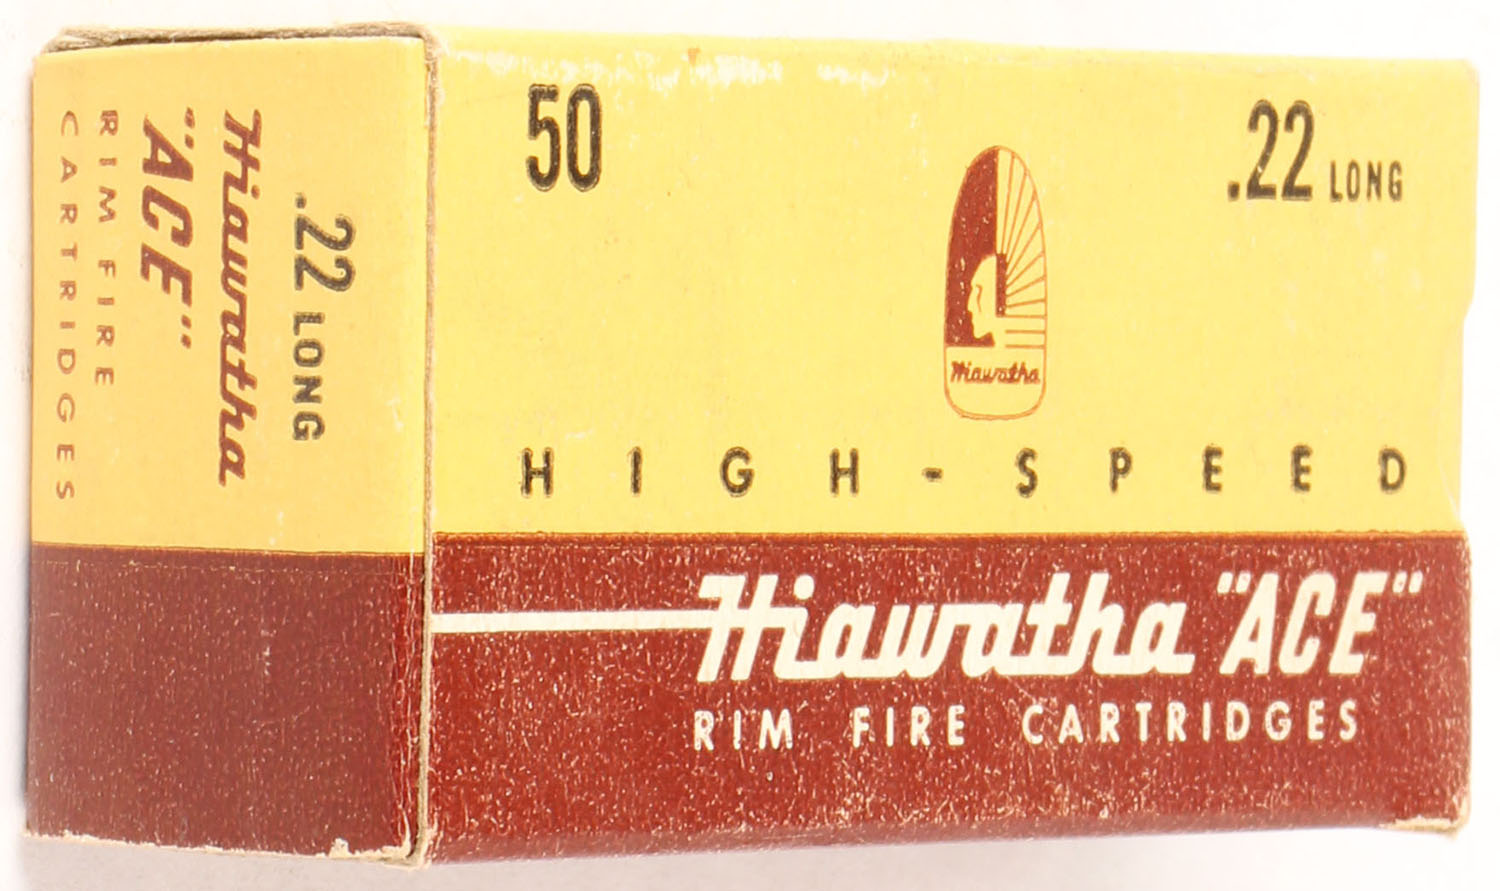 50
.22 LONG
Hiawatha
HIGH-SPEED
Hiawatha "ACE"
RIM FIRE CARTRIDGES
.22 LONG
Hiawatha
"ACE"
RIM FIRE
CARTRIDGES